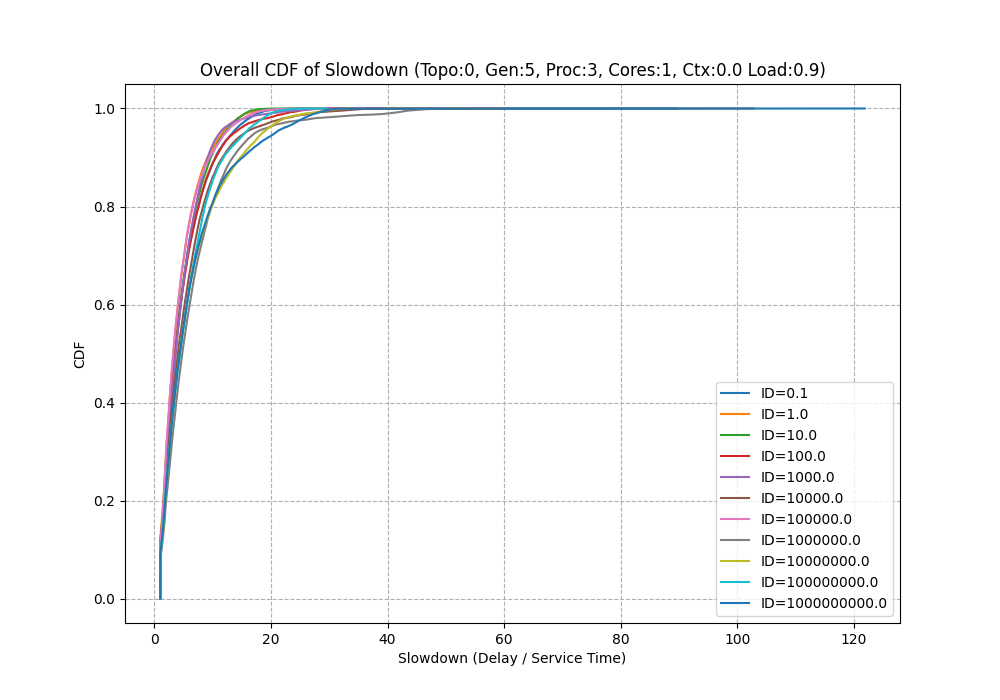 Overall CDF of Slowdown (Topo:0, Gen:5, Proc:3, Cores:1, Ctx:0.0 Load:0.9)
1.0
0.8
0.6
0.4
0.2
0.0
CDF
ID=0.1
ID=1.0
ID=10.0
ID=100.0
ID=1000.0
ID=10000.0
ID=100000.0
ID=1000000.0
ID=10000000.0
ID=100000000.0
ID=1000000000.0
0 20 40 60 80 100 120
Slowdown (Delay / Service Time)